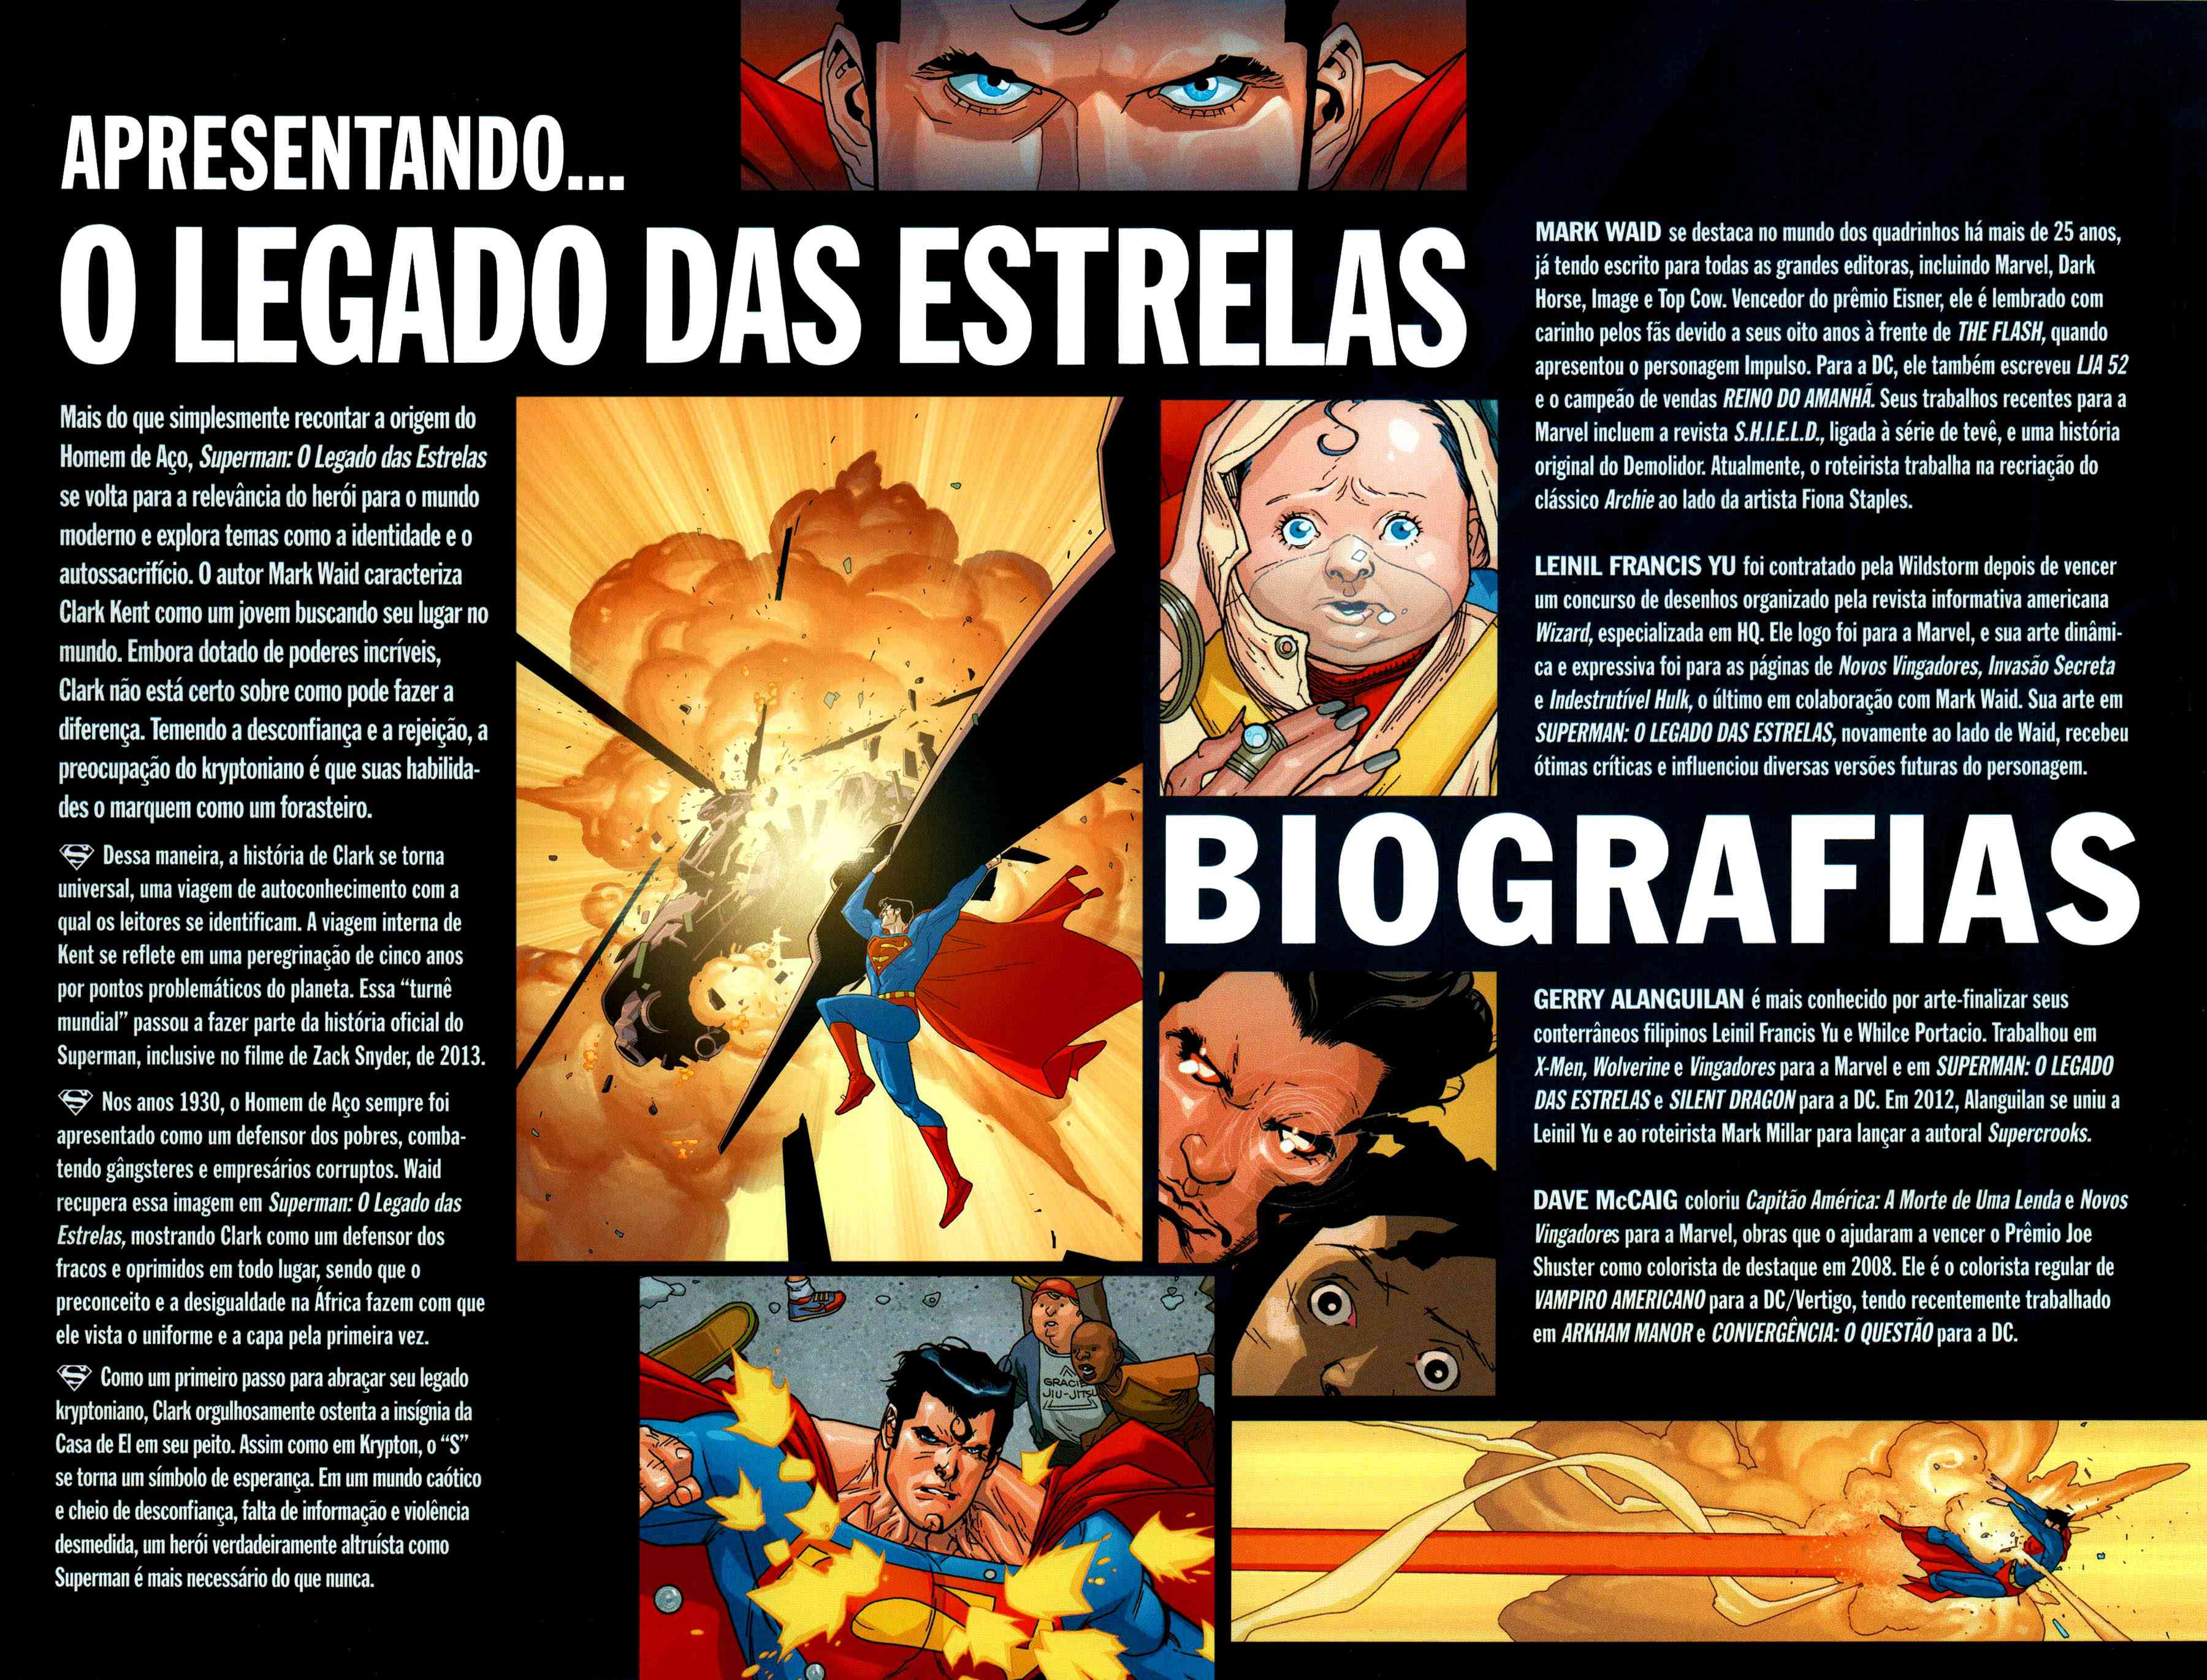 APRESENTANDO...
O LEGADO DAS ESTRELAS
Mais do que simplesmente recontar a origem do
Homem de Aço, Superman: O Legado das Estrelas
se volta para a relevância do herói para o mundo
moderno e explora temas como a identidade e o
autossacrifício. O autor Mark Waid caracteriza
Clark Kent como um jovem buscando seu lugar no
mundo. Embora dotado de poderes incríveis,
Clark não está certo sobre como pode fazer a
diferença. Temendo a desconfiança e a rejeição, a
preocupação do kryptoniano é que suas habilida-
des o marquem como um forasteiro.
Dessa maneira, a história de Clark se torna
universal, uma viagem de autoconhecimento com a
qual os leitores se identificam. A viagem interna de
Kent se reflete em uma peregrinação de cinco anos
por pontos problemáticos do planeta. Essa “turnê
mundial” passou a fazer parte da história oficial do
Superman, inclusive no filme de Zack Snyder, de 2013.
Nos anos 1930, o Homem de Aço sempre foi
apresentado como um defensor dos pobres, comba-
tendo gângsteres e empresários corruptos. Waid
recupera essa imagem em Superman: O Legado das
Estrelas, mostrando Clark como um defensor dos
fracos e oprimidos em todo lugar, sendo que o
preconceito e a desigualdade na África fazem com que
ele vista o uniforme e a capa pela primeira vez.
Como um primeiro passo para abraçar seu legado
kryptoniano, Clark orgulhosamente ostenta a insígnia da
Casa de El em seu peito. Assim como em Krypton, o “S”
se torna um símbolo de esperança. Em um mundo caótico
e cheio de desconfiança, falta de informação e violência
desmedida, um herói verdadeiramente altruísta como
Superman é mais necessário do que nunca.
GRACIE
JIU-JITSU
MARK WAID se destaca no mundo dos quadrinhos há mais de 25 anos,
já tendo escrito para todas as grandes editoras, incluindo Marvel, Dark
Horse, Image e Top Cow. Vencedor do prêmio Eisner, ele é lembrado com
carinho pelos fãs devido a seus oito anos à frente de THE FLASH, quando
apresentou o personagem Impulso. Para a DC, ele também escreveu LJA 52
e o campeão de vendas REINO DO AMANHÃ. Seus trabalhos recentes para a
Marvel incluem a revista S.H.I.E.L.D., ligada à série de tevê, e uma história
original do Demolidor. Atualmente, o roteirista trabalha na recriação do
clássico Archie ao lado da artista Fiona Staples.
LEINIL FRANCIS YU foi contratado pela Wildstorm depois de vencer
um concurso de desenhos organizado pela revista informativa americana
Wizard, especializada em HQ. Ele logo foi para a Marvel, e sua arte dinâmi-
ca e expressiva foi para as páginas de Novos Vingadores, Invasão Secreta
e Indestrutível Hulk, o último em colaboração com Mark Waid. Sua arte em
SUPERMAN: O LEGADO DAS ESTRELAS, novamente ao lado de Waid, recebeu
ótimas críticas e influenciou diversas versões futuras do personagem.
BIOGRAFIAS
GERRY ALANGUILAN é mais conhecido por arte-finalizar seus
conterrâneos filipinos Leinil Francis Yu e Whilce Portacio. Trabalhou em
X-Men, Wolverine e Vingadores para a Marvel e em SUPERMAN: O LEGADO
DAS ESTRELAS e SILENT DRAGON para a DC. Em 2012, Alanguilan se uniu a
Leinil Yu e ao roteirista Mark Millar para lançar a autoral Supercrooks.
DAVE McCAIG coloriu Capitão América: A Morte de Uma Lenda e Novos
Vingadores para a Marvel, obras que o ajudaram a vencer o Prêmio Joe
Shuster como colorista de destaque em 2008. Ele é o colorista regular de
VAMPIRO AMERICANO para a DC/Vertigo, tendo recentemente trabalhado
em ARKHAM MANOR e CONVERGÊNCIA: O QUESTÃO para a DC.